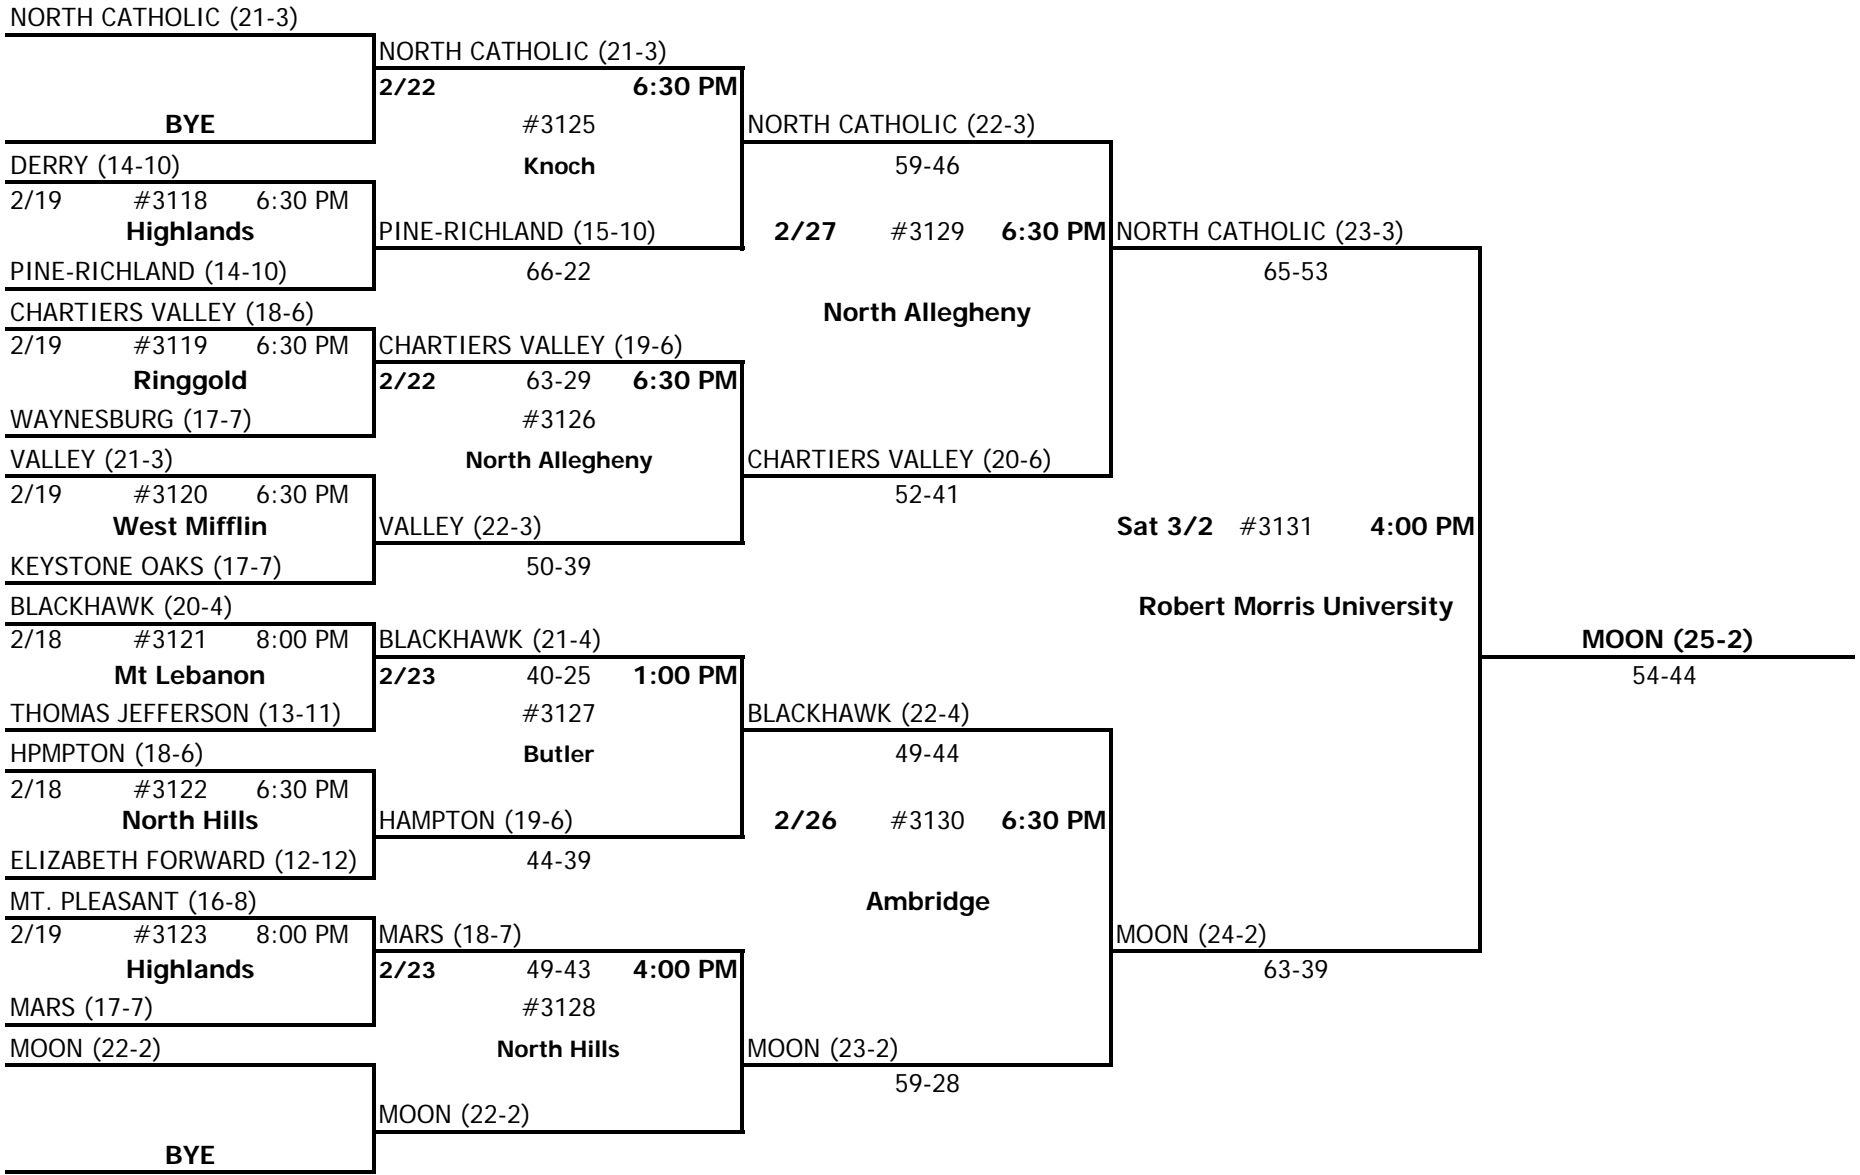 NORTH CATHOLIC (21-3)
BYE
DERRY (14-10)
2/19 #3118 6:30 PM
Highlands
PINE-RICHLAND (14-10)
CHARTIERS VALLEY (18-6)
2/19 #3119 6:30 PM
Ringgold
WAYNESBURG (17-7)
VALLEY (21-3)
2/19 #3120 6:30 PM
West Mifflin
KEYSTONE OAKS (17-7)
BLACKHAWK (20-4)
2/18 #3121 8:00 PM
Mt Lebanon
THOMAS JEFFERSON (13-11)
HPMPTON (18-6)
2/18 #3122 6:30 PM
North Hills
ELIZABETH FORWARD (12-12)
MT. PLEASANT (16-8)
2/19 #3123 8:00 PM
Highlands
MARS (17-7)
MOON (22-2)
BYE
NORTH CATHOLIC (21-3)
2/22 6:30 PM
#3125
Knoch
PINE-RICHLAND (15-10)
66-22
CHARTIERS VALLEY (19-6)
2/22 63-29 6:30 PM
#3126
North Allegheny
VALLEY (22-3)
50-39
BLACKHAWK (21-4)
2/23 40-25 1:00 PM
#3127
Butler
HAMPTON (19-6)
44-39
MARS (18-7)
2/23 49-43 4:00 PM
#3128
North Hills
MOON (22-2)
NORTH CATHOLIC (22-3)
59-46
2/27 #3129 6:30 PM
North Allegheny
CHARTIERS VALLEY (20-6)
52-41
BLACKHAWK (22-4)
49-44
2/26 #3130 6:30 PM
Ambridge
MOON (23-2)
59-28
NORTH CATHOLIC (23-3)
65-53
Sat 3/2 #3131 4:00 PM
Robert Morris University
MOON (24-2)
63-39
MOON (25-2)
54-44